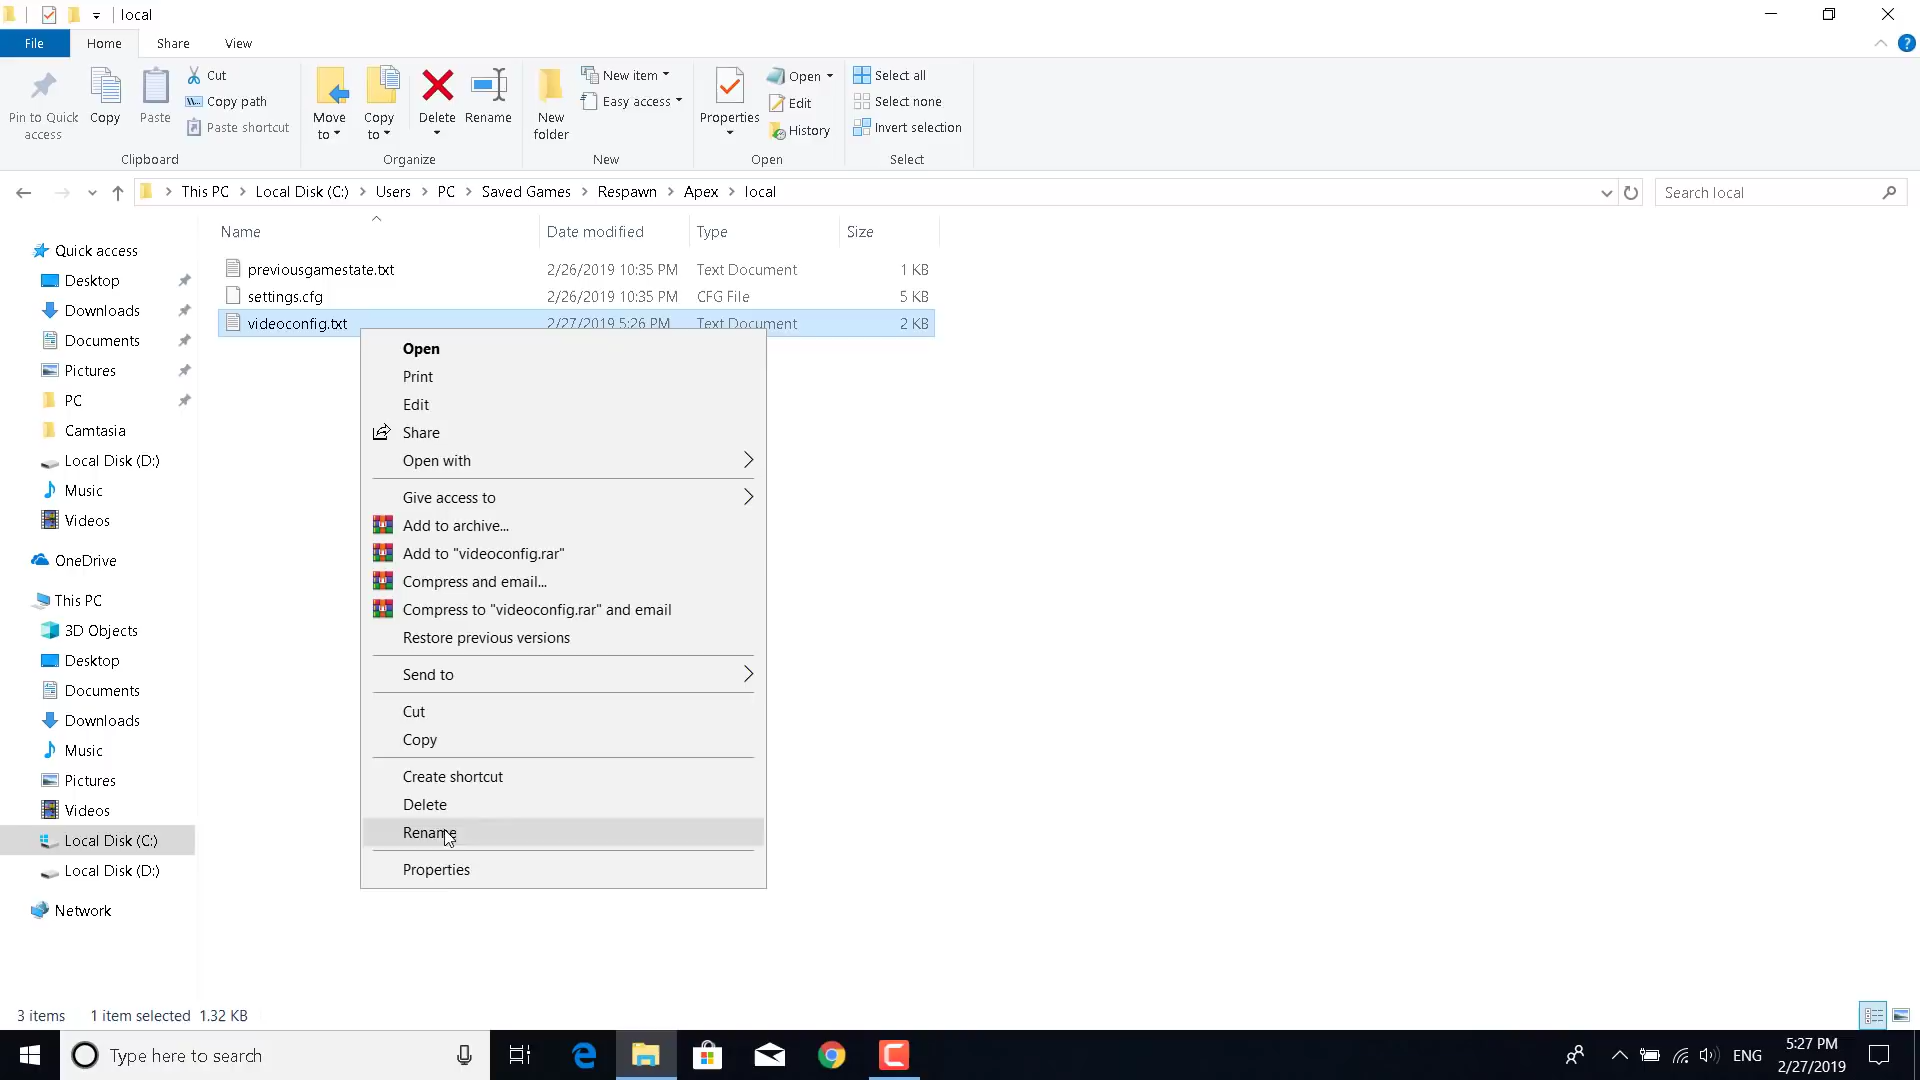 local
File
Home
Share
View
Pin to Quick access
Copy
Paste
Cut
Copy path
Paste shortcut
Clipboard
Move to
Copy to
Delete
Rename
Organize
New folder
New item
Easy access
New
Properties
Open
Edit
History
Open
Select all
Select none
Invert selection
Select
This PC > Local Disk (C:) > Users > PC > Saved Games > Respawn > Apex > local
Search local
Name Date modified Type Size
previousgamestate.txt 2/26/2019 10:35 PM Text Document 1 KB
settings.cfg 2/26/2019 10:35 PM CFG File 5 KB
videoconfig.txt 2/27/2019 5:26 PM Text Document 2 KB
Quick access
Desktop
Downloads
Documents
Pictures
PC
Camtasia
Local Disk (D:)
Music
Videos
OneDrive
This PC
3D Objects
Desktop
Documents
Downloads
Music
Pictures
Videos
Local Disk (C:)
Local Disk (D:)
Network
Open
Print
Edit
Share
Open with
Give access to
Add to archive...
Add to "videoconfig.rar"
Compress and email...
Compress to "videoconfig.rar" and email
Restore previous versions
Send to
Cut
Copy
Create shortcut
Delete
Rename
Properties
3 items 1 item selected 1.32 KB
Type here to search
ENG
5:27 PM
2/27/2019